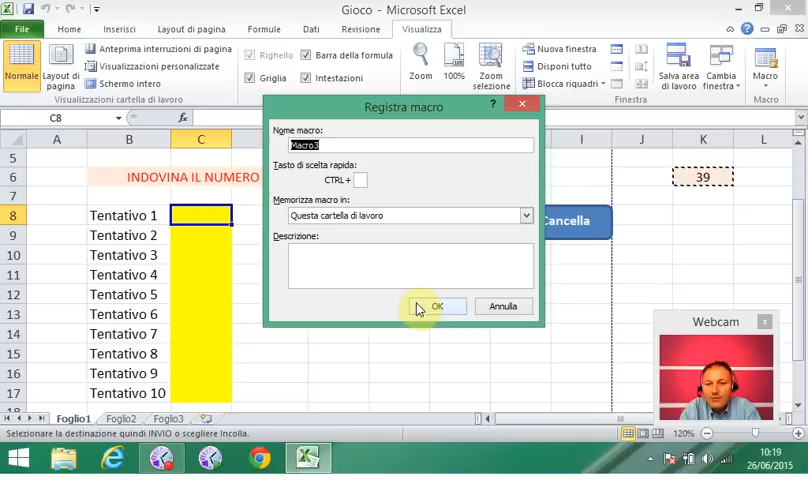 Gioco - Microsoft Excel
File Home Inserisci Layout di pagina Formule Dati Revisione Visualizza
Normale
Layout di pagina
Anteprima interruzioni di pagina
Visualizzazioni personalizzate
Schermo intero
Visualizzazioni cartella di lavoro
Righello
Barra della formula
Griglia
Intestazioni
Zoom
100%
Zoom selezione
Nuova finestra
Disponi tutto
Blocca riquadri
Salva area di lavoro
Cambia finestra
Finestra
Macro
Macro
C8
fx
A B C I J K L
5
6 INDOVINA IL NUMERO 39
7
8 Tentativo 1
9 Tentativo 2
10 Tentativo 3
11 Tentativo 4
12 Tentativo 5
13 Tentativo 6
14 Tentativo 7
15 Tentativo 8
16 Tentativo 9
17 Tentativo 10
Cancella
Registra macro
?
Nome macro:
Macro3
Tasto di scelta rapida:
CTRL+
Memorizza macro in:
Questa cartella di lavoro
Descrizione:
OK
Annulla
Webcam
Foglio1 Foglio2 Foglio3
Selezionare la destinazione quindi INVIO o scegliere Incolla.
120%
10:19
26/06/2015